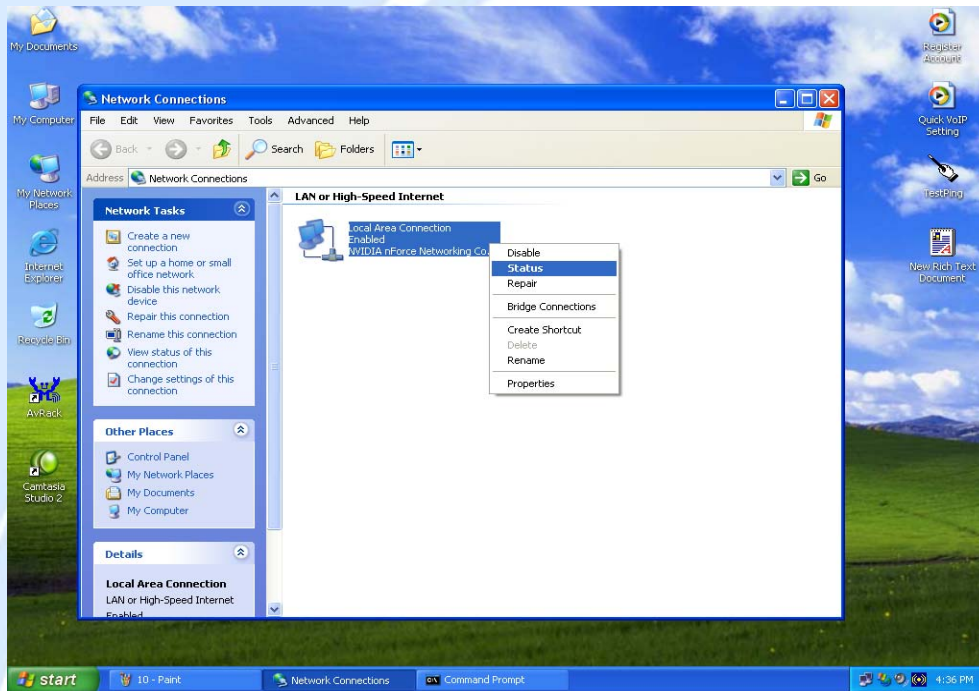 My Documents
My Computer
My Network
Places
Internet
Explorer
Recycle Bin
AvRack
Camtasia
Studio 2
Register
Account
Quick VoIP
Setting
TestPing
New Rich Text
Document
Network Connections
File Edit View Favorites Tools Advanced Help
Back Search Folders
Address Network Connections Go
Network Tasks
Create a new
connection
Set up a home or small
office network
Disable this network
device
Repair this connection
Rename this connection
View status of this
connection
Change settings of this
connection
Other Places
Control Panel
My Network Places
My Documents
My Computer
Details
Local Area Connection
LAN or High-Speed Internet
Enabled
LAN or High-Speed Internet
Local Area Connection
Enabled
NVIDIA nForce Networking Co
Disable
Status
Repair
Bridge Connections
Create Shortcut
Delete
Rename
Properties
start 10 - Paint Network Connections Command Prompt 4:36 PM